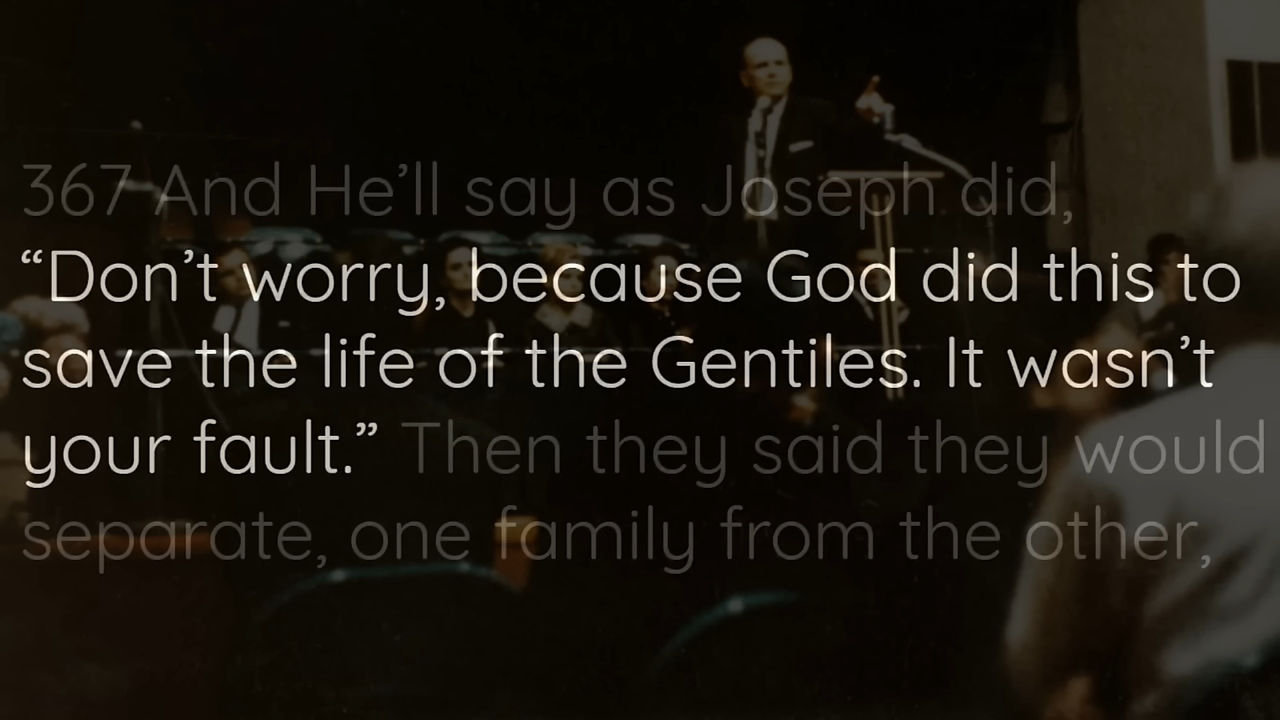 367 And He’ll say as Joseph did,
“Don’t worry, because God did this to
save the life of the Gentiles. It wasn’t
your fault.” Then they said they would
separate, one family from the other,